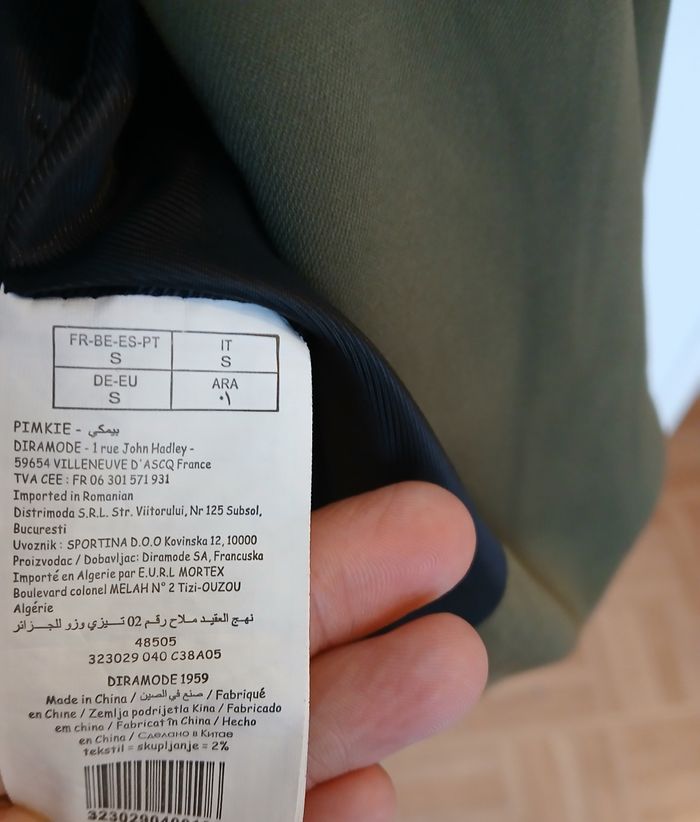 FR-BE-ES-PT
S
IT
S
DE-EU
S
ARA
٠١
PIMKIE - بيمكي
DIRAMODE - 1 rue John Hadley -
59654 VILLENEUVE D'ASCQ France
TVA CEE : FR 06 301 571 931
Imported in Romanian
Distrimoda S.R.L. Str. Viitorului, Nr 125 Subsol,
Bucuresti
Uvoznik : SPORTINA D.O.O Kovinska 12, 10000
Proizvodac / Dobavljac: Diramode SA, Francuska
Importé en Algerie par E.U.R.L MORTEX
Boulevard colonel MELAH N° 2 Tizi-OUZOU
Algérie
نهج العقيد ملاح رقم 02 تـيزي وزو للجـزائر
48505
323029 040 C38A05
DIRAMODE 1959
Made in China / صنع في الصين / Fabriqué
en Chine / Zemlja podrijetla Kina / Fabricado
em china / Fabricat în China / Hecho
en China / Сделано в Китае
tekstil = skupljanje = 2%